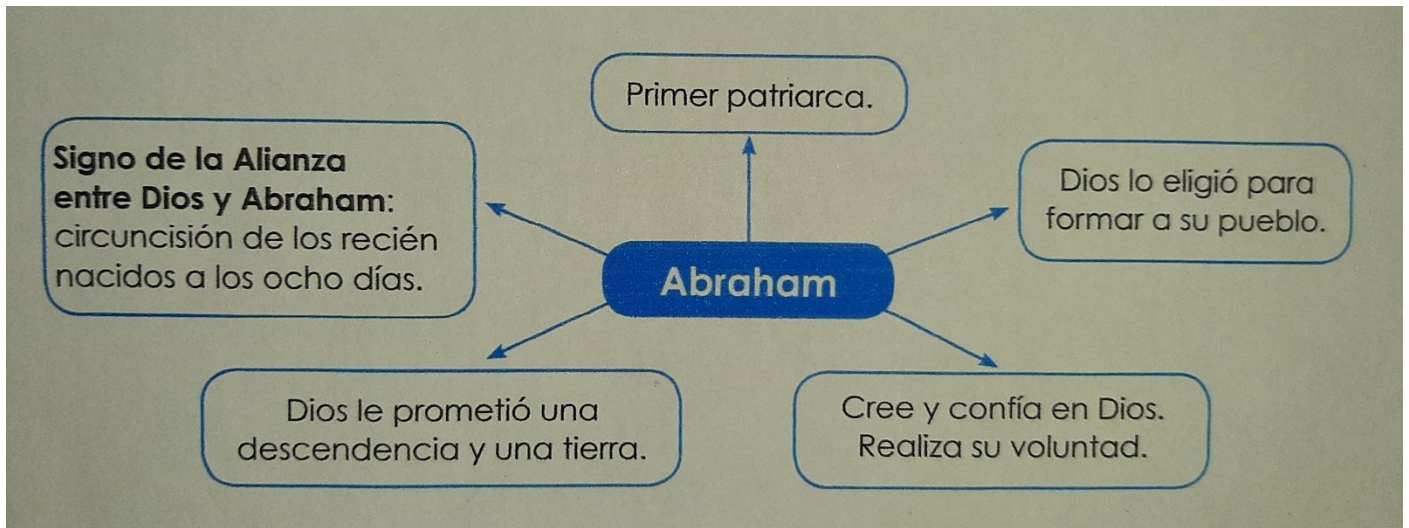 Primer patriarca.
Signo de la Alianza
entre Dios y Abraham:
circuncisión de los recién
nacidos a los ocho días.
Dios lo eligió para
formar a su pueblo.
Abraham
Dios le prometió una
descendencia y una tierra.
Cree y confía en Dios.
Realiza su voluntad.